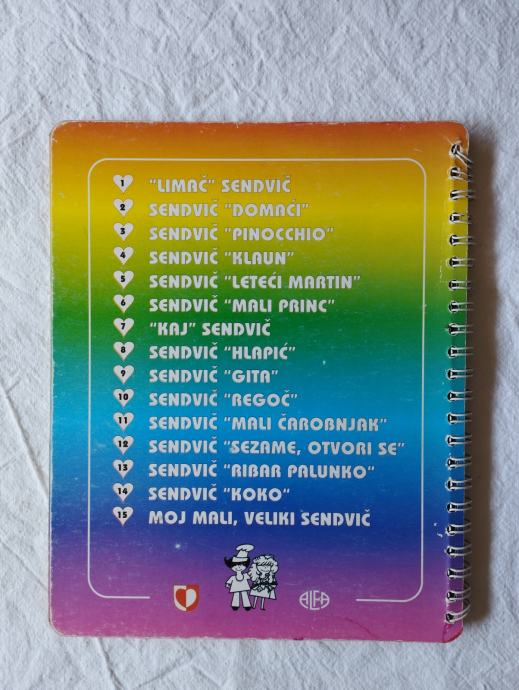 1 "LIMAČ" SENDVIČ
2 SENDVIČ "DOMAĆI"
3 SENDVIČ "PINOCCHIO"
4 SENDVIČ "KLAUN"
5 SENDVIČ "LETEĆI MARTIN"
6 SENDVIČ "MALI PRINC"
7 "KAJ" SENDVIČ
8 SENDVIČ "HLAPIĆ"
9 SENDVIČ "GITA"
10 SENDVIČ "REGOČ"
11 SENDVIČ "MALI ČAROBNJAK"
12 SENDVIČ "SEZAME, OTVORI SE"
13 SENDVIČ "RIBAR PALUNKO"
14 SENDVIČ "KOKO"
15 MOJ MALI, VELIKI SENDVIČ
ALFA